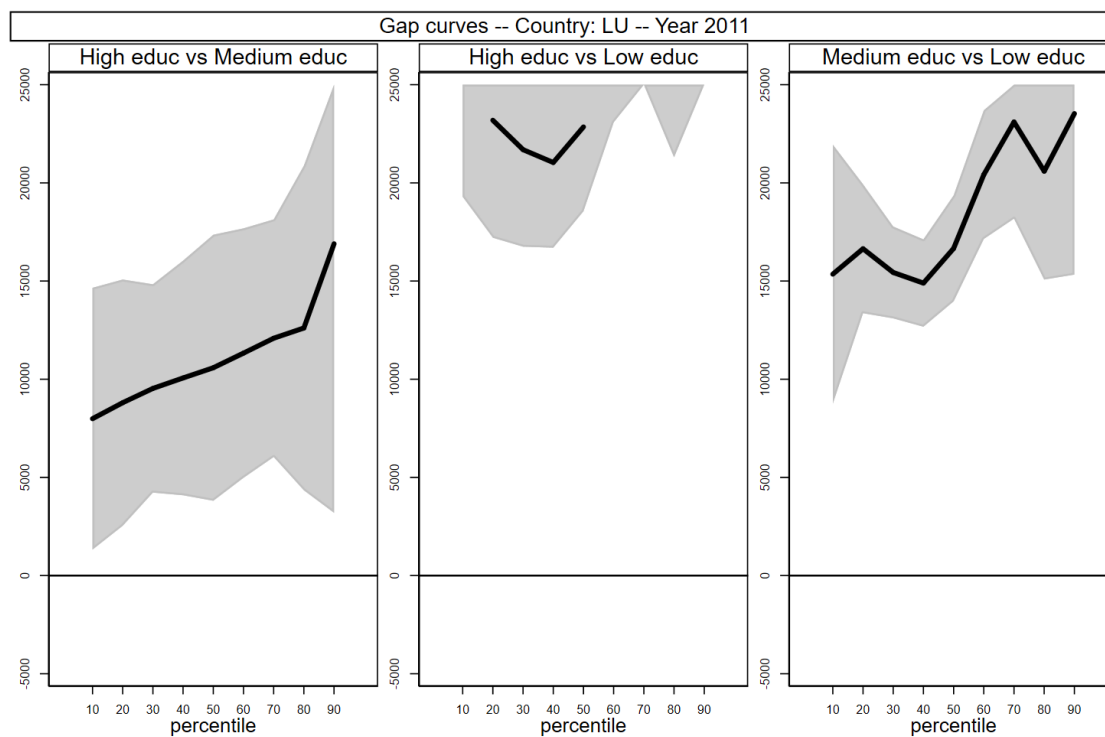 Gap curves -- Country: LU -- Year 2011
High educ vs Medium educ
25000
20000
15000
10000
5000
0
-5000
10 20 30 40 50 60 70 80 90
percentile
High educ vs Low educ
25000
20000
15000
10000
5000
0
-5000
10 20 30 40 50 60 70 80 90
percentile
Medium educ vs Low educ
25000
20000
15000
10000
5000
0
-5000
10 20 30 40 50 60 70 80 90
percentile